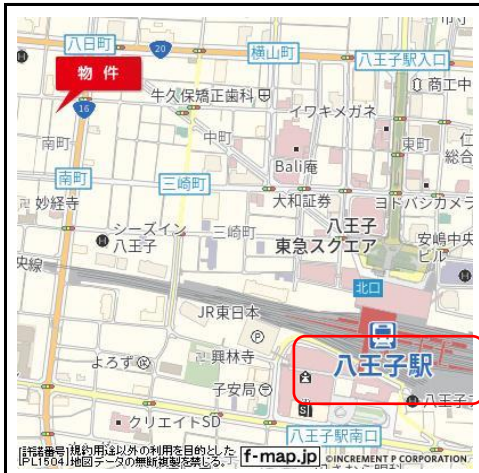 八日町
20
横山町
八王子駅入口
物件
商工中
牛久保矯正歯科
イワキメガネ
16
中町
東町
仁
総合
南町
Bali庵
南町
三崎町
大和証券
ヨドバシカメラ
妙経寺
八王子
東急スクエア
シーズイン
八王子
三崎町
安嶋中央
ビル
央線
北口
JR東日本
P
八王子駅
よろず
興林寺
子安局
八王子
クリエイトSD
八王子駅南口
[許諾番号]規約用途以外の利用を目的とした
[PL1504]地図データの無断複製を禁じる。
f-map.jp
©INCREMENT P CORPORATION